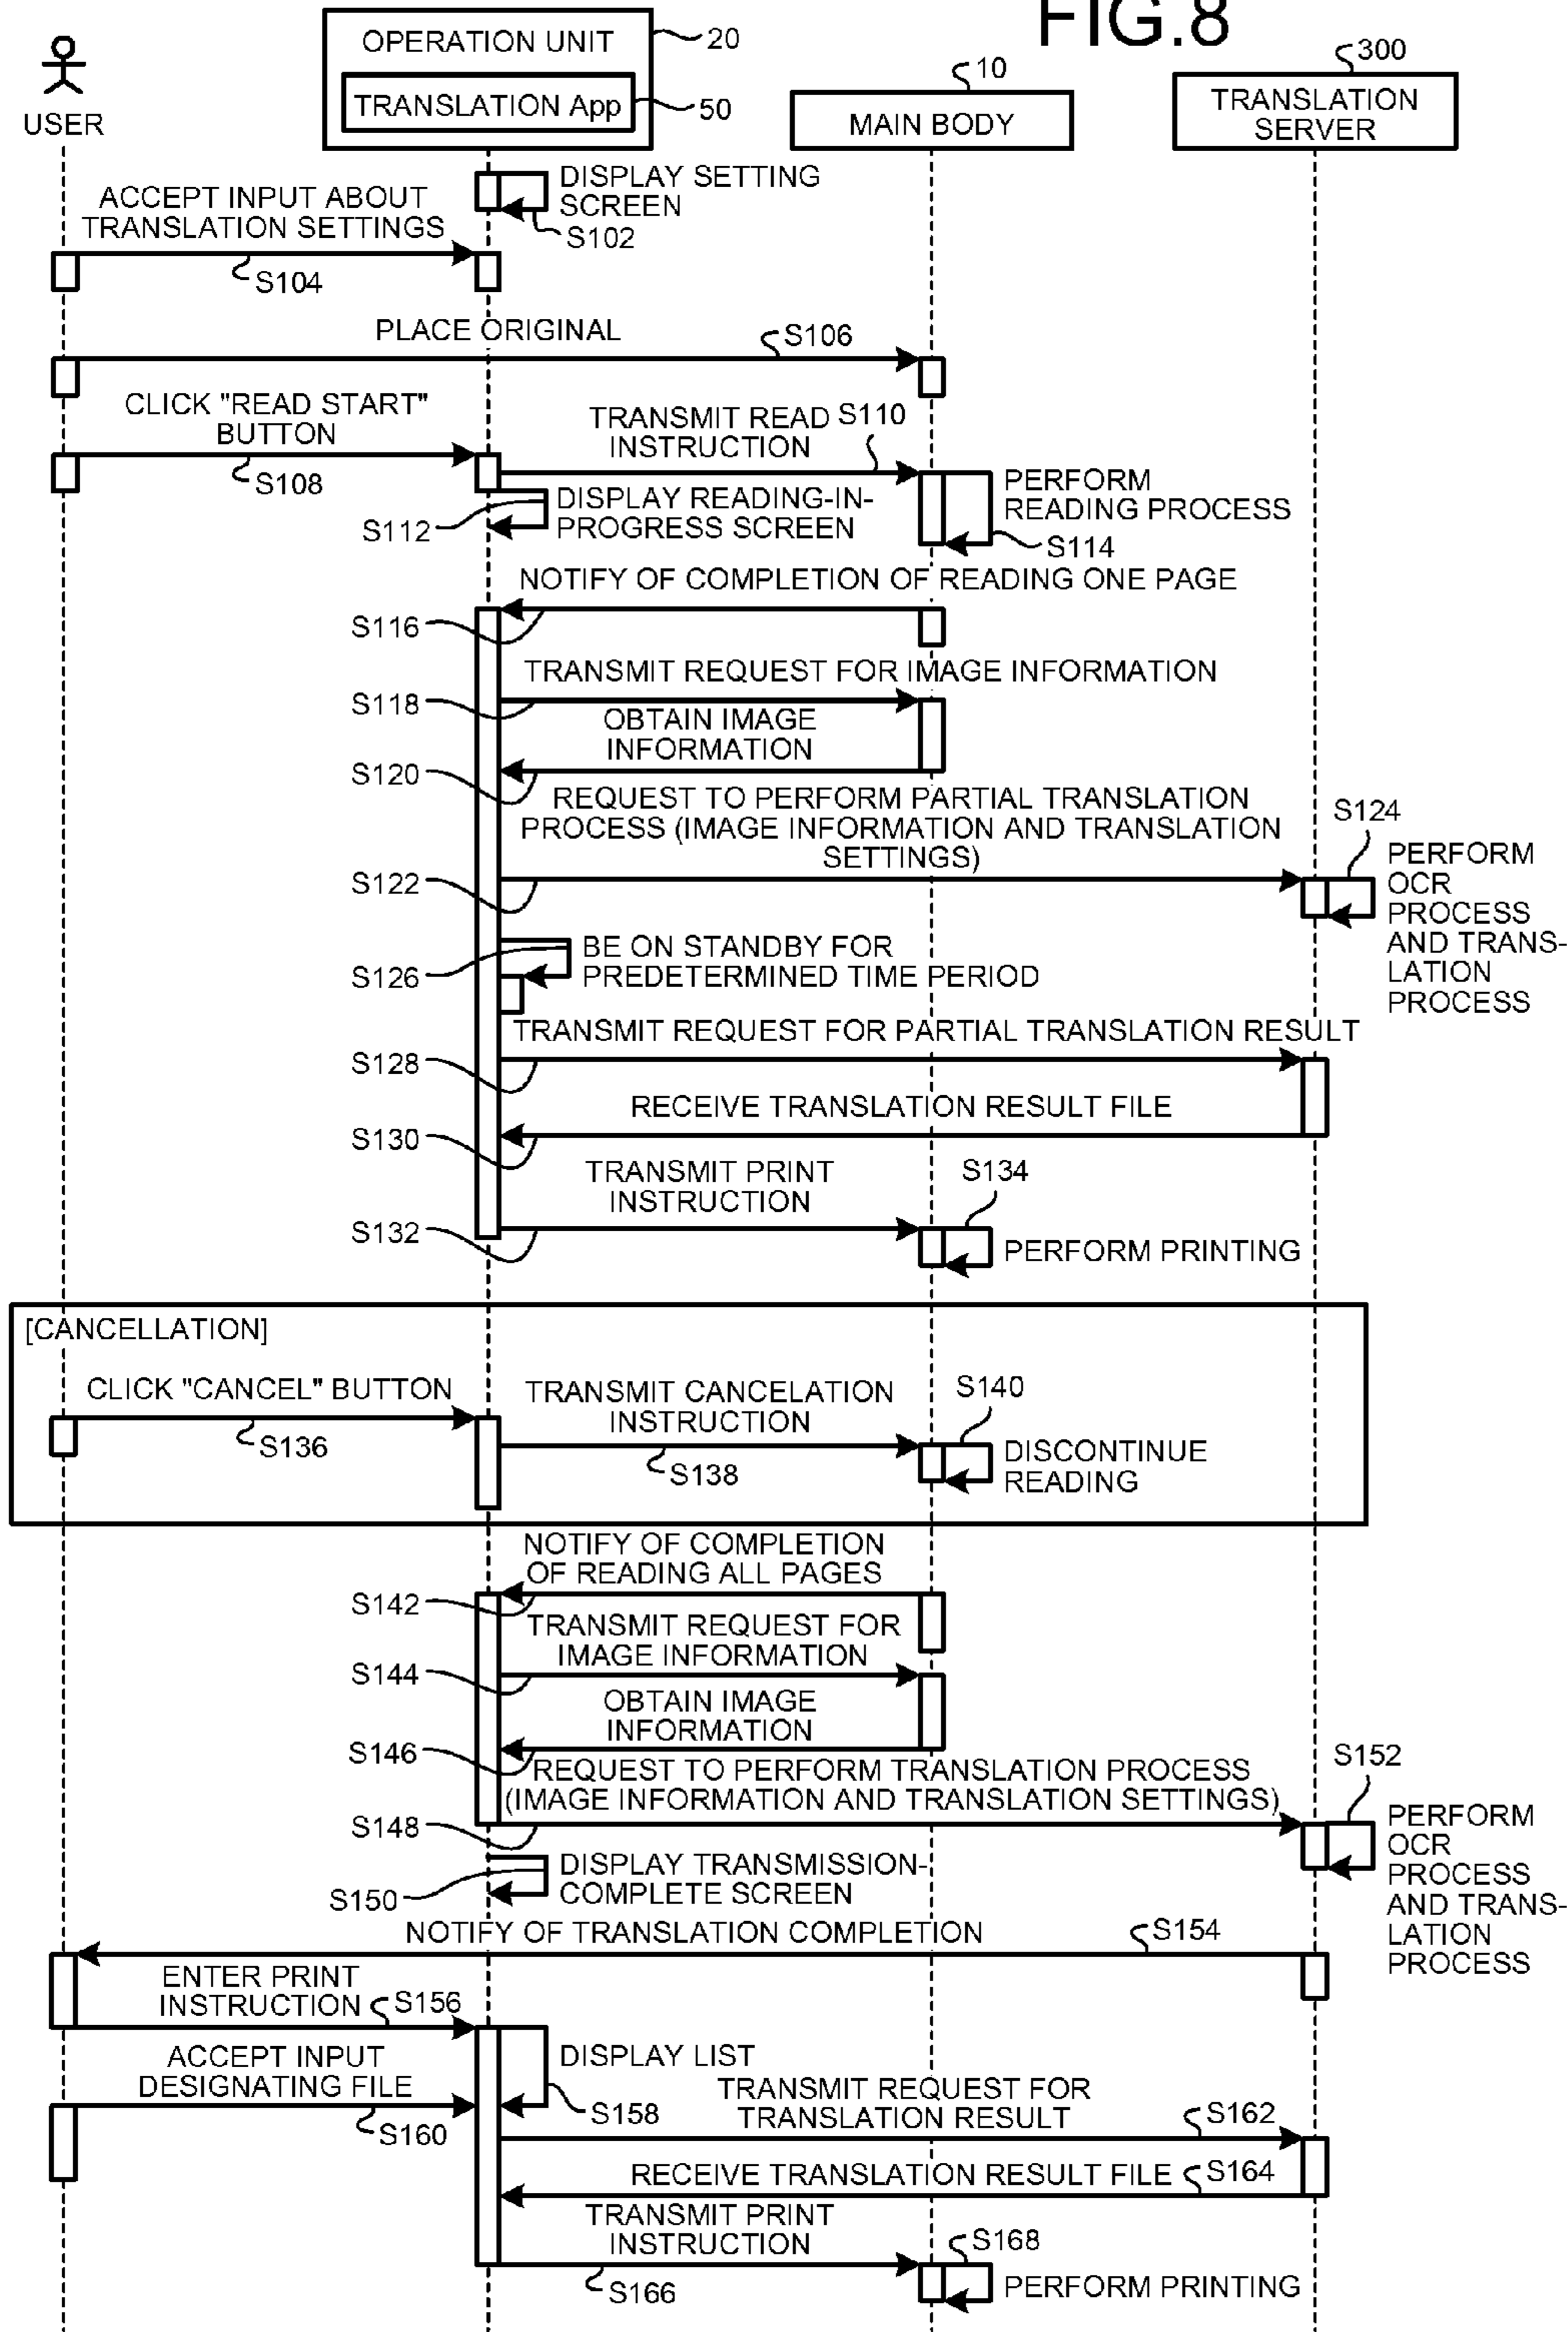 FIG.8
OPERATION UNIT
20
TRANSLATION App
50
10
300
USER
MAIN BODY
TRANSLATION
SERVER
DISPLAY SETTING
SCREEN
S102
ACCEPT INPUT ABOUT
TRANSLATION SETTINGS
S104
PLACE ORIGINAL
S106
CLICK "READ START"
BUTTON
S108
TRANSMIT READ
INSTRUCTION
S110
S112
DISPLAY READING-IN-
PROGRESS SCREEN
PERFORM
READING PROCESS
S114
NOTIFY OF COMPLETION OF READING ONE PAGE
S116
TRANSMIT REQUEST FOR IMAGE INFORMATION
S118
OBTAIN IMAGE
INFORMATION
S120
REQUEST TO PERFORM PARTIAL TRANSLATION
PROCESS (IMAGE INFORMATION AND TRANSLATION
SETTINGS)
S122
S124
PERFORM
OCR
PROCESS
AND TRANS-
LATION
PROCESS
S126
BE ON STANDBY FOR
PREDETERMINED TIME PERIOD
TRANSMIT REQUEST FOR PARTIAL TRANSLATION RESULT
S128
RECEIVE TRANSLATION RESULT FILE
S130
TRANSMIT PRINT
INSTRUCTION
S132
S134
PERFORM PRINTING
[CANCELLATION]
CLICK "CANCEL" BUTTON
S136
TRANSMIT CANCELATION
INSTRUCTION
S138
S140
DISCONTINUE
READING
NOTIFY OF COMPLETION
OF READING ALL PAGES
S142
TRANSMIT REQUEST FOR
IMAGE INFORMATION
S144
OBTAIN IMAGE
INFORMATION
S146
REQUEST TO PERFORM TRANSLATION PROCESS
(IMAGE INFORMATION AND TRANSLATION SETTINGS)
S148
S152
PERFORM
OCR
PROCESS
AND TRANS-
LATION
PROCESS
S150
DISPLAY TRANSMISSION-
COMPLETE SCREEN
NOTIFY OF TRANSLATION COMPLETION
S154
ENTER PRINT
INSTRUCTION
S156
DISPLAY LIST
S158
ACCEPT INPUT
DESIGNATING FILE
S160
TRANSMIT REQUEST FOR
TRANSLATION RESULT
S162
RECEIVE TRANSLATION RESULT FILE
S164
TRANSMIT PRINT
INSTRUCTION
S166
S168
PERFORM PRINTING